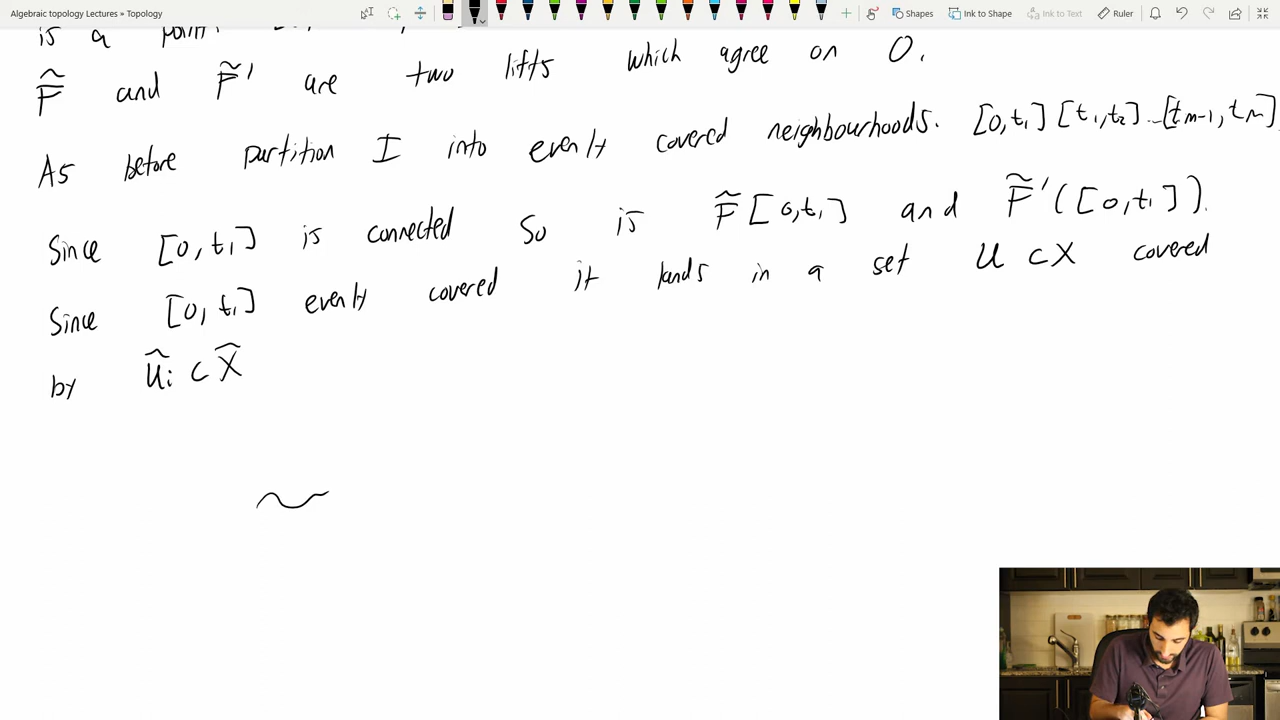 Algebraic topology Lectures » Topology
Shapes Ink to Shape Ink to Text Ruler
is a point
F̃ and F̃' are two lifts which agree on 0.
As before partition I into evenly covered neighbourhoods. [0,t₁] [t₁,t₂]...[tₘ₋₁,tₘ]
Since [0,t₁] is connected So is F̃[0,t₁] and F̃'([0,t₁]).
Since [0,t₁] evenly covered it lands in a set U ⊂ X covered
by Ũi ⊂ X̃
~